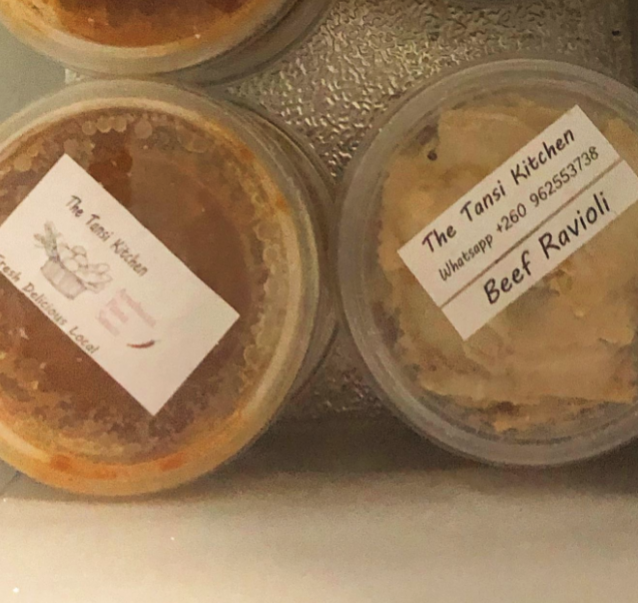 The Tansi Kitchen
Fresh Delicious Local
The Tansi Kitchen
Whatsapp +260 962553738
Beef Ravioli